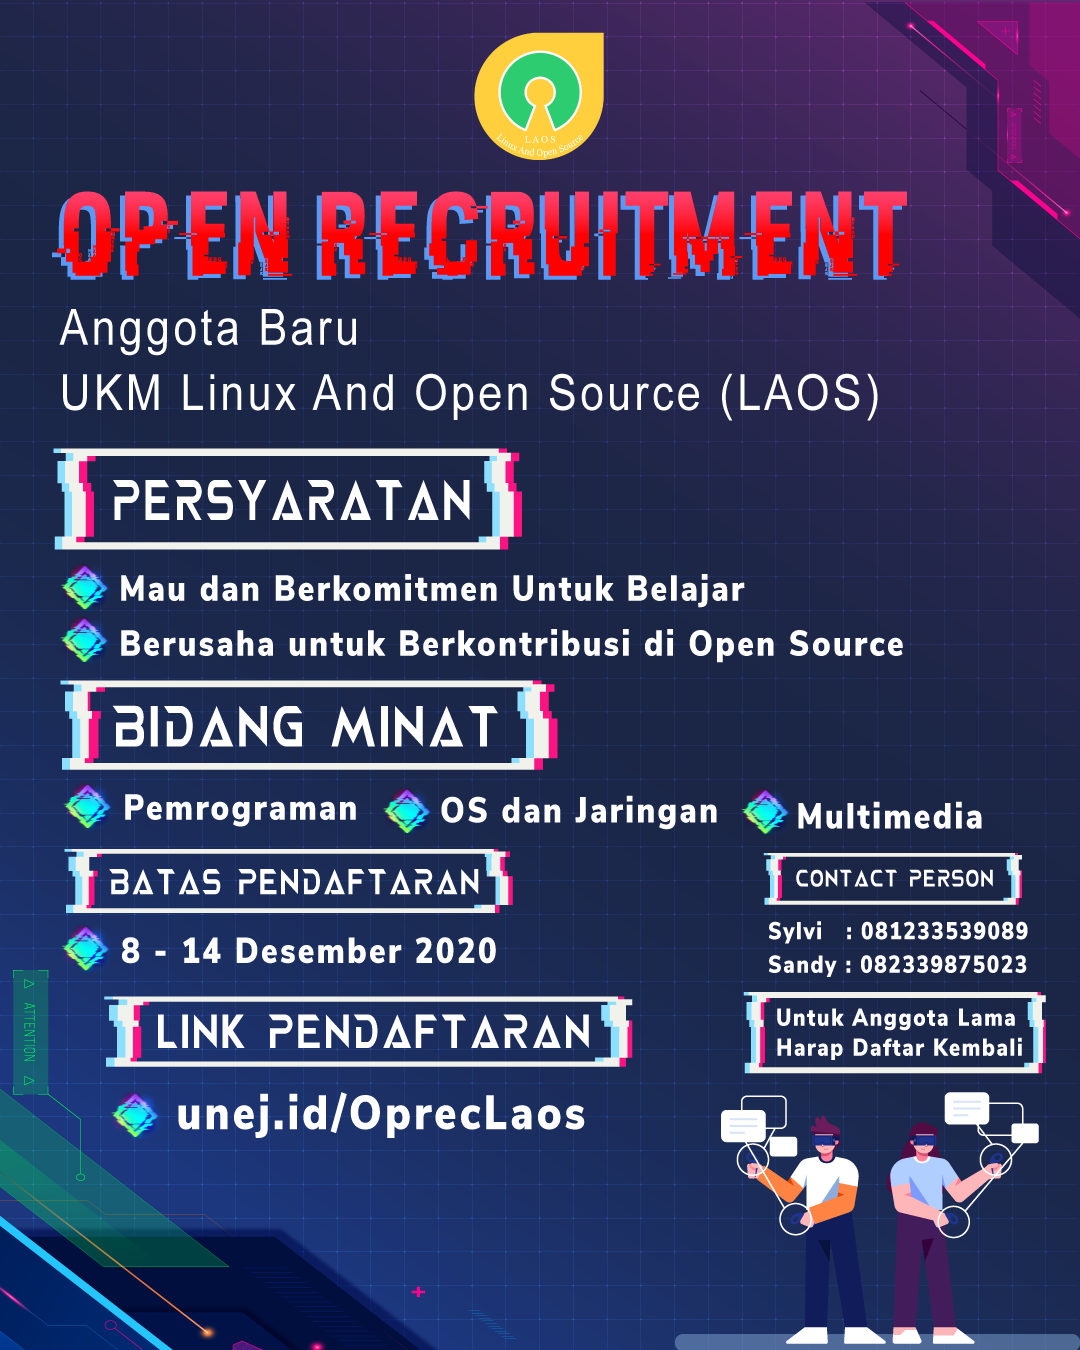 LAOS
Linux And Open Source
OPEN RECRUITMENT
Anggota Baru
UKM Linux And Open Source (LAOS)
PERSYARATAN
Mau dan Berkomitmen Untuk Belajar
Berusaha untuk Berkontribusi di Open Source
BIDANG MINAT
Pemrograman
OS dan Jaringan
Multimedia
BATAS PENDAFTARAN
8 - 14 Desember 2020
CONTACT PERSON
Sylvi : 081233539089
Sandy : 082339875023
LINK PENDAFTARAN
unej.id/OprecLaos
Untuk Anggota Lama
Harap Daftar Kembali
ATTENTION